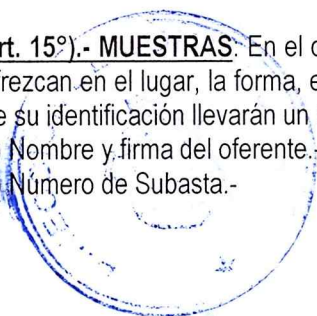 rt. 15°).- MUESTRAS: En el
frezcan en el lugar, la forma, e
e su identificación llevarán un
Nombre y firma del oferente.-
Número de Subasta.-